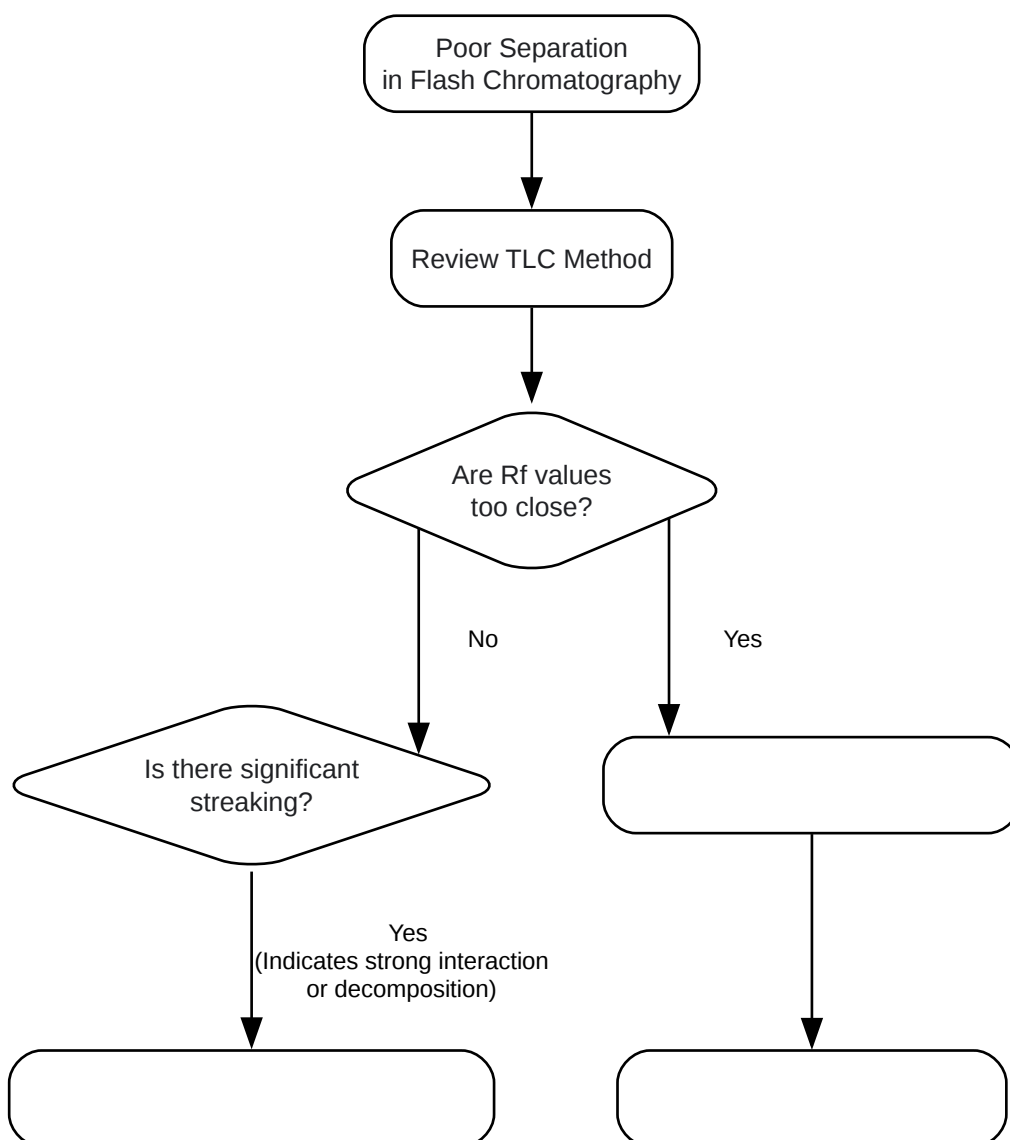 Poor Separation
in Flash Chromatography
Review TLC Method
Are Rf values
too close?
No
Yes
Is there significant
streaking?
Yes
(Indicates strong interaction
or decomposition)